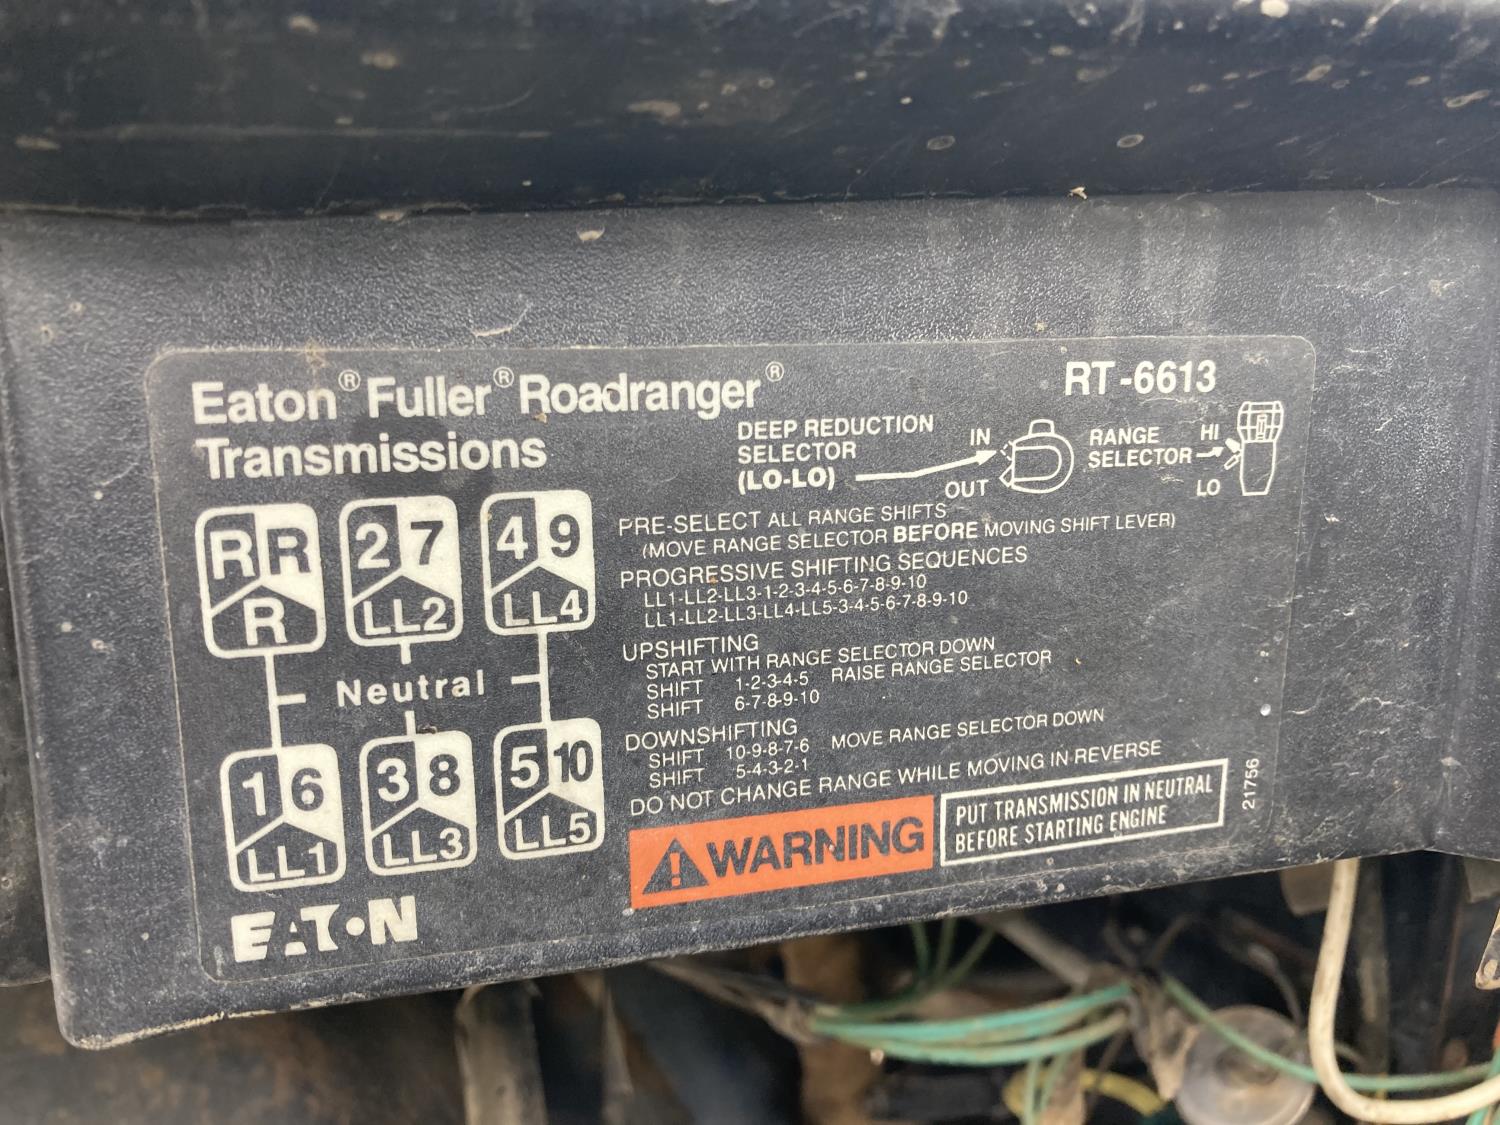 Eaton® Fuller® Roadranger®
Transmissions
RT-6613
DEEP REDUCTION
SELECTOR
(LO-LO)
IN
OUT
RANGE
SELECTOR
HI
LO
R R
R
2 7
LL2
4 9
LL4
Neutral
1 6
LL1
3 8
LL3
5 10
LL5
EATON
PRE-SELECT ALL RANGE SHIFTS
(MOVE RANGE SELECTOR BEFORE MOVING SHIFT LEVER)
PROGRESSIVE SHIFTING SEQUENCES
LL1-LL2-LL3-1-2-3-4-5-6-7-8-9-10
LL1-LL2-LL3-LL4-LL5-3-4-5-6-7-8-9-10
UPSHIFTING
START WITH RANGE SELECTOR DOWN
SHIFT 1-2-3-4-5 RAISE RANGE SELECTOR
SHIFT 6-7-8-9-10
DOWNSHIFTING
SHIFT 10-9-8-7-6 MOVE RANGE SELECTOR DOWN
SHIFT 5-4-3-2-1
DO NOT CHANGE RANGE WHILE MOVING IN REVERSE
WARNING
PUT TRANSMISSION IN NEUTRAL
BEFORE STARTING ENGINE
21756